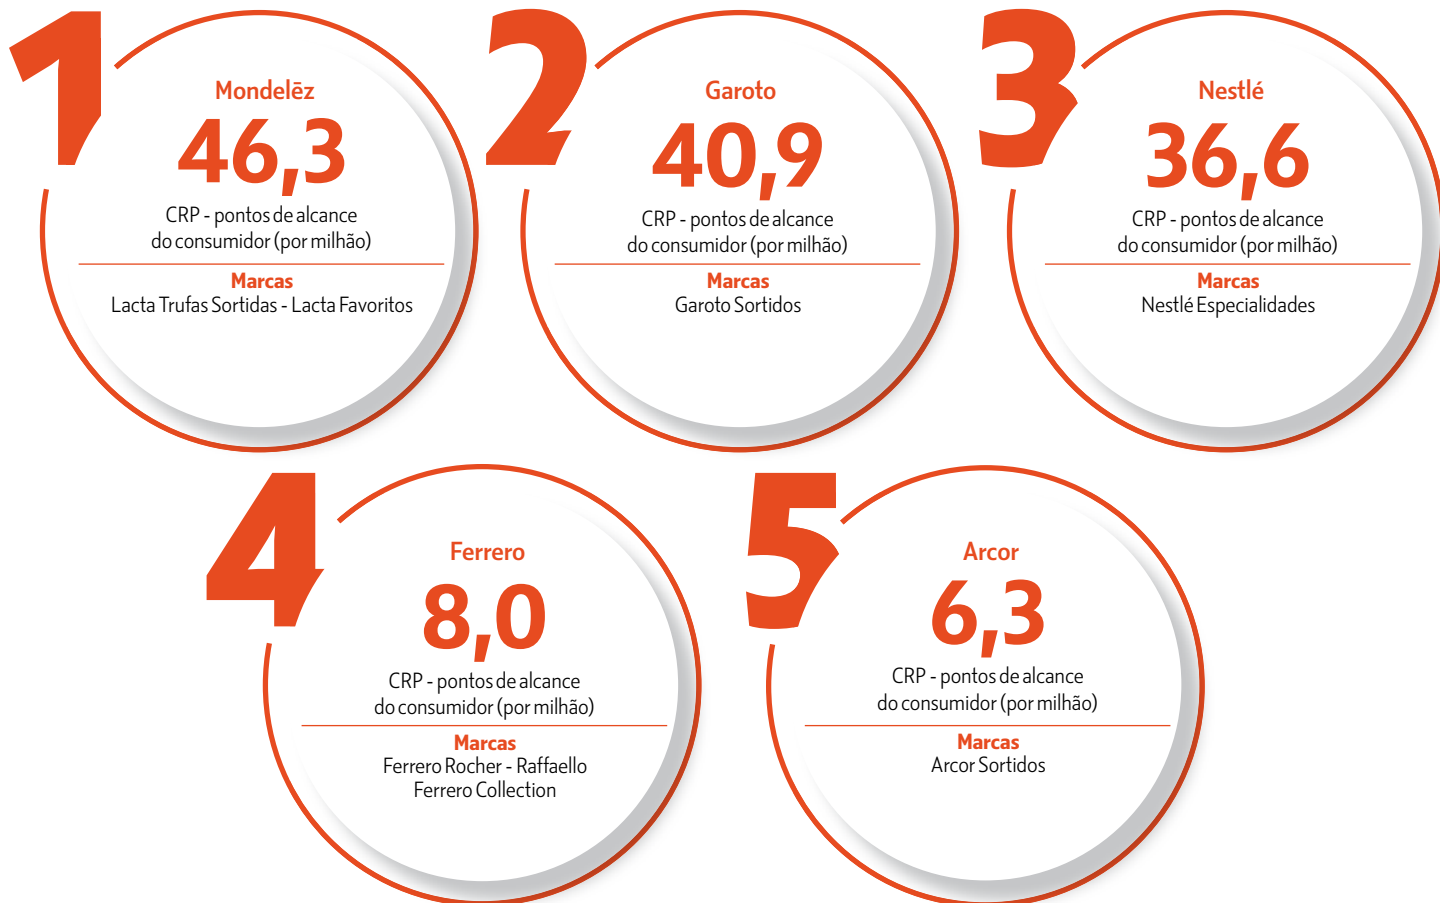 1
Mondelēz
46,3
CRP - pontos de alcance
do consumidor (por milhão)
Marcas
Lacta Trufas Sortidas - Lacta Favoritos
2
Garoto
40,9
CRP - pontos de alcance
do consumidor (por milhão)
Marcas
Garoto Sortidos
3
Nestlé
36,6
CRP - pontos de alcance
do consumidor (por milhão)
Marcas
Nestlé Especialidades
4
Ferrero
8,0
CRP - pontos de alcance
do consumidor (por milhão)
Marcas
Ferrero Rocher - Raffaello
Ferrero Collection
5
Arcor
6,3
CRP - pontos de alcance
do consumidor (por milhão)
Marcas
Arcor Sortidos